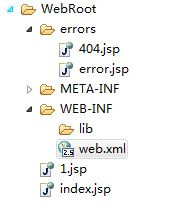 WebRoot
errors
404.jsp
error.jsp
META-INF
WEB-INF
lib
web.xml
1.jsp
index.jsp